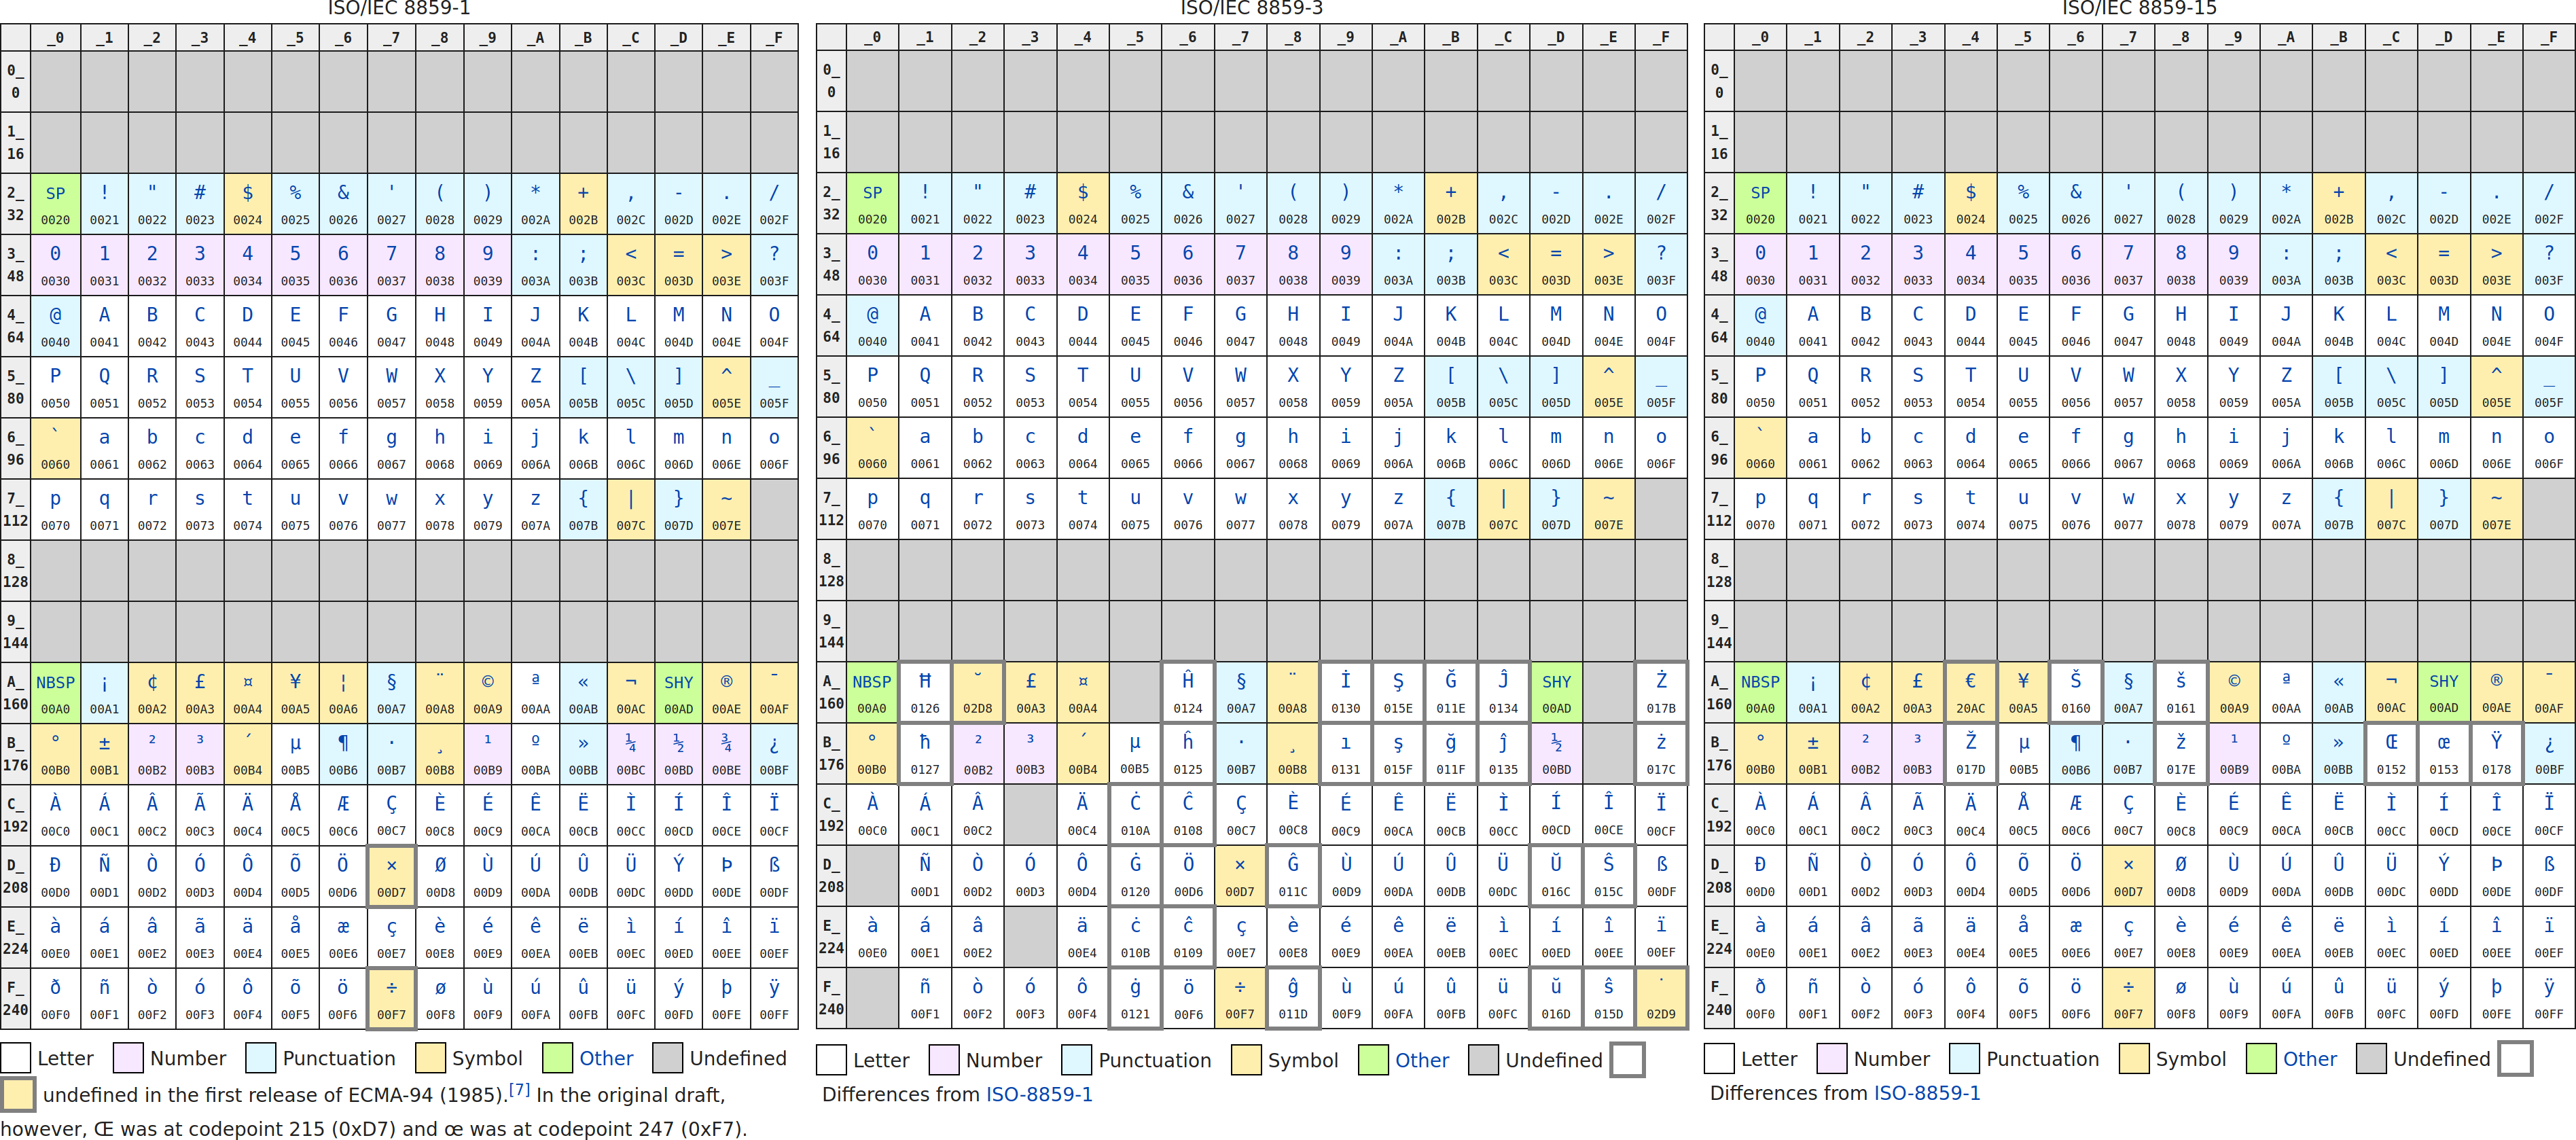 ISO/IEC 8859-1
_0 _1 _2 _3 _4 _5 _6 _7 _8 _9 _A _B _C _D _E _F
0_
0
1_
16
2_ SP ! " # $ % & ' ( ) * + , - . /
32 0020 0021 0022 0023 0024 0025 0026 0027 0028 0029 002A 002B 002C 002D 002E 002F
3_ 0 1 2 3 4 5 6 7 8 9 : ; < = > ?
48 0030 0031 0032 0033 0034 0035 0036 0037 0038 0039 003A 003B 003C 003D 003E 003F
4_ @ A B C D E F G H I J K L M N O
64 0040 0041 0042 0043 0044 0045 0046 0047 0048 0049 004A 004B 004C 004D 004E 004F
5_ P Q R S T U V W X Y Z [ \ ] ^ _
80 0050 0051 0052 0053 0054 0055 0056 0057 0058 0059 005A 005B 005C 005D 005E 005F
6_ ` a b c d e f g h i j k l m n o
96 0060 0061 0062 0063 0064 0065 0066 0067 0068 0069 006A 006B 006C 006D 006E 006F
7_ p q r s t u v w x y z { | } ~
112 0070 0071 0072 0073 0074 0075 0076 0077 0078 0079 007A 007B 007C 007D 007E
8_
128
9_
144
A_ NBSP ¡ ¢ £ ¤ ¥ ¦ § ¨ © ª « ¬ SHY ® ¯
160 00A0 00A1 00A2 00A3 00A4 00A5 00A6 00A7 00A8 00A9 00AA 00AB 00AC 00AD 00AE 00AF
B_ ° ± ² ³ ´ µ ¶ · ¸ ¹ º » ¼ ½ ¾ ¿
176 00B0 00B1 00B2 00B3 00B4 00B5 00B6 00B7 00B8 00B9 00BA 00BB 00BC 00BD 00BE 00BF
C_ À Á Â Ã Ä Å Æ Ç È É Ê Ë Ì Í Î Ï
192 00C0 00C1 00C2 00C3 00C4 00C5 00C6 00C7 00C8 00C9 00CA 00CB 00CC 00CD 00CE 00CF
D_ Ð Ñ Ò Ó Ô Õ Ö × Ø Ù Ú Û Ü Ý Þ ß
208 00D0 00D1 00D2 00D3 00D4 00D5 00D6 00D7 00D8 00D9 00DA 00DB 00DC 00DD 00DE 00DF
E_ à á â ã ä å æ ç è é ê ë ì í î ï
224 00E0 00E1 00E2 00E3 00E4 00E5 00E6 00E7 00E8 00E9 00EA 00EB 00EC 00ED 00EE 00EF
F_ ð ñ ò ó ô õ ö ÷ ø ù ú û ü ý þ ÿ
240 00F0 00F1 00F2 00F3 00F4 00F5 00F6 00F7 00F8 00F9 00FA 00FB 00FC 00FD 00FE 00FF
Letter Number Punctuation Symbol Other Undefined
undefined in the first release of ECMA-94 (1985).[7] In the original draft,
however, Œ was at codepoint 215 (0xD7) and œ was at codepoint 247 (0xF7).
ISO/IEC 8859-3
_0 _1 _2 _3 _4 _5 _6 _7 _8 _9 _A _B _C _D _E _F
0_
0
1_
16
2_ SP ! " # $ % & ' ( ) * + , - . /
32 0020 0021 0022 0023 0024 0025 0026 0027 0028 0029 002A 002B 002C 002D 002E 002F
3_ 0 1 2 3 4 5 6 7 8 9 : ; < = > ?
48 0030 0031 0032 0033 0034 0035 0036 0037 0038 0039 003A 003B 003C 003D 003E 003F
4_ @ A B C D E F G H I J K L M N O
64 0040 0041 0042 0043 0044 0045 0046 0047 0048 0049 004A 004B 004C 004D 004E 004F
5_ P Q R S T U V W X Y Z [ \ ] ^ _
80 0050 0051 0052 0053 0054 0055 0056 0057 0058 0059 005A 005B 005C 005D 005E 005F
6_ ` a b c d e f g h i j k l m n o
96 0060 0061 0062 0063 0064 0065 0066 0067 0068 0069 006A 006B 006C 006D 006E 006F
7_ p q r s t u v w x y z { | } ~
112 0070 0071 0072 0073 0074 0075 0076 0077 0078 0079 007A 007B 007C 007D 007E
8_
128
9_
144
A_ NBSP Ħ ˘ £ ¤ Ĥ § ¨ İ Ş Ğ Ĵ SHY Ż
160 00A0 0126 02D8 00A3 00A4 0124 00A7 00A8 0130 015E 011E 0134 00AD 017B
B_ ° ħ ² ³ ´ µ ĥ · ¸ ı ş ğ ĵ ½ ż
176 00B0 0127 00B2 00B3 00B4 00B5 0125 00B7 00B8 0131 015F 011F 0135 00BD 017C
C_ À Á Â Ä Ċ Ĉ Ç È É Ê Ë Ì Í Î Ï
192 00C0 00C1 00C2 00C4 010A 0108 00C7 00C8 00C9 00CA 00CB 00CC 00CD 00CE 00CF
D_ Ñ Ò Ó Ô Ġ Ö × Ĝ Ù Ú Û Ü Ŭ Ŝ ß
208 00D1 00D2 00D3 00D4 0120 00D6 00D7 011C 00D9 00DA 00DB 00DC 016C 015C 00DF
E_ à á â ä ċ ĉ ç è é ê ë ì í î ï
224 00E0 00E1 00E2 00E4 010B 0109 00E7 00E8 00E9 00EA 00EB 00EC 00ED 00EE 00EF
F_ ñ ò ó ô ġ ö ÷ ĝ ù ú û ü ŭ ŝ ˙
240 00F1 00F2 00F3 00F4 0121 00F6 00F7 011D 00F9 00FA 00FB 00FC 016D 015D 02D9
Letter Number Punctuation Symbol Other Undefined
Differences from ISO-8859-1
ISO/IEC 8859-15
_0 _1 _2 _3 _4 _5 _6 _7 _8 _9 _A _B _C _D _E _F
0_
0
1_
16
2_ SP ! " # $ % & ' ( ) * + , - . /
32 0020 0021 0022 0023 0024 0025 0026 0027 0028 0029 002A 002B 002C 002D 002E 002F
3_ 0 1 2 3 4 5 6 7 8 9 : ; < = > ?
48 0030 0031 0032 0033 0034 0035 0036 0037 0038 0039 003A 003B 003C 003D 003E 003F
4_ @ A B C D E F G H I J K L M N O
64 0040 0041 0042 0043 0044 0045 0046 0047 0048 0049 004A 004B 004C 004D 004E 004F
5_ P Q R S T U V W X Y Z [ \ ] ^ _
80 0050 0051 0052 0053 0054 0055 0056 0057 0058 0059 005A 005B 005C 005D 005E 005F
6_ ` a b c d e f g h i j k l m n o
96 0060 0061 0062 0063 0064 0065 0066 0067 0068 0069 006A 006B 006C 006D 006E 006F
7_ p q r s t u v w x y z { | } ~
112 0070 0071 0072 0073 0074 0075 0076 0077 0078 0079 007A 007B 007C 007D 007E
8_
128
9_
144
A_ NBSP ¡ ¢ £ € ¥ Š § š © ª « ¬ SHY ® ¯
160 00A0 00A1 00A2 00A3 20AC 00A5 0160 00A7 0161 00A9 00AA 00AB 00AC 00AD 00AE 00AF
B_ ° ± ² ³ Ž µ ¶ · ž ¹ º » Œ œ Ÿ ¿
176 00B0 00B1 00B2 00B3 017D 00B5 00B6 00B7 017E 00B9 00BA 00BB 0152 0153 0178 00BF
C_ À Á Â Ã Ä Å Æ Ç È É Ê Ë Ì Í Î Ï
192 00C0 00C1 00C2 00C3 00C4 00C5 00C6 00C7 00C8 00C9 00CA 00CB 00CC 00CD 00CE 00CF
D_ Ð Ñ Ò Ó Ô Õ Ö × Ø Ù Ú Û Ü Ý Þ ß
208 00D0 00D1 00D2 00D3 00D4 00D5 00D6 00D7 00D8 00D9 00DA 00DB 00DC 00DD 00DE 00DF
E_ à á â ã ä å æ ç è é ê ë ì í î ï
224 00E0 00E1 00E2 00E3 00E4 00E5 00E6 00E7 00E8 00E9 00EA 00EB 00EC 00ED 00EE 00EF
F_ ð ñ ò ó ô õ ö ÷ ø ù ú û ü ý þ ÿ
240 00F0 00F1 00F2 00F3 00F4 00F5 00F6 00F7 00F8 00F9 00FA 00FB 00FC 00FD 00FE 00FF
Letter Number Punctuation Symbol Other Undefined
Differences from ISO-8859-1